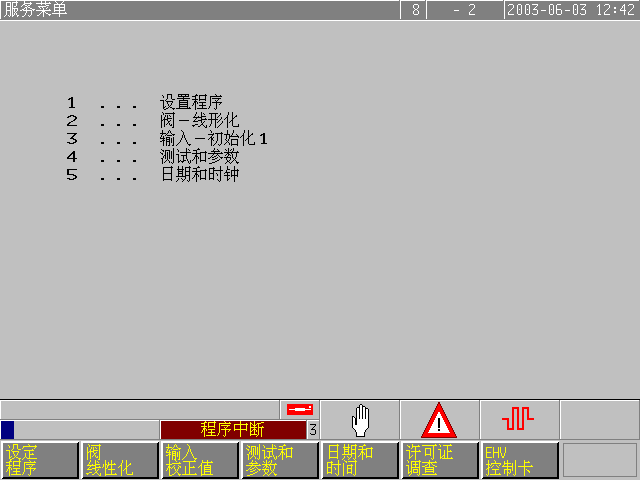 服务菜单 8 - 2 2003-06-03 12:42
1 ... 设置程序
2 ... 阀－线形化
3 ... 输入－初始化1
4 ... 测试和参数
5 ... 日期和时钟
程序中断 3
设定
程序
阀
线性化
输入
校正值
测试和
参数
日期和
时间
许可证
调查
EHV
控制卡